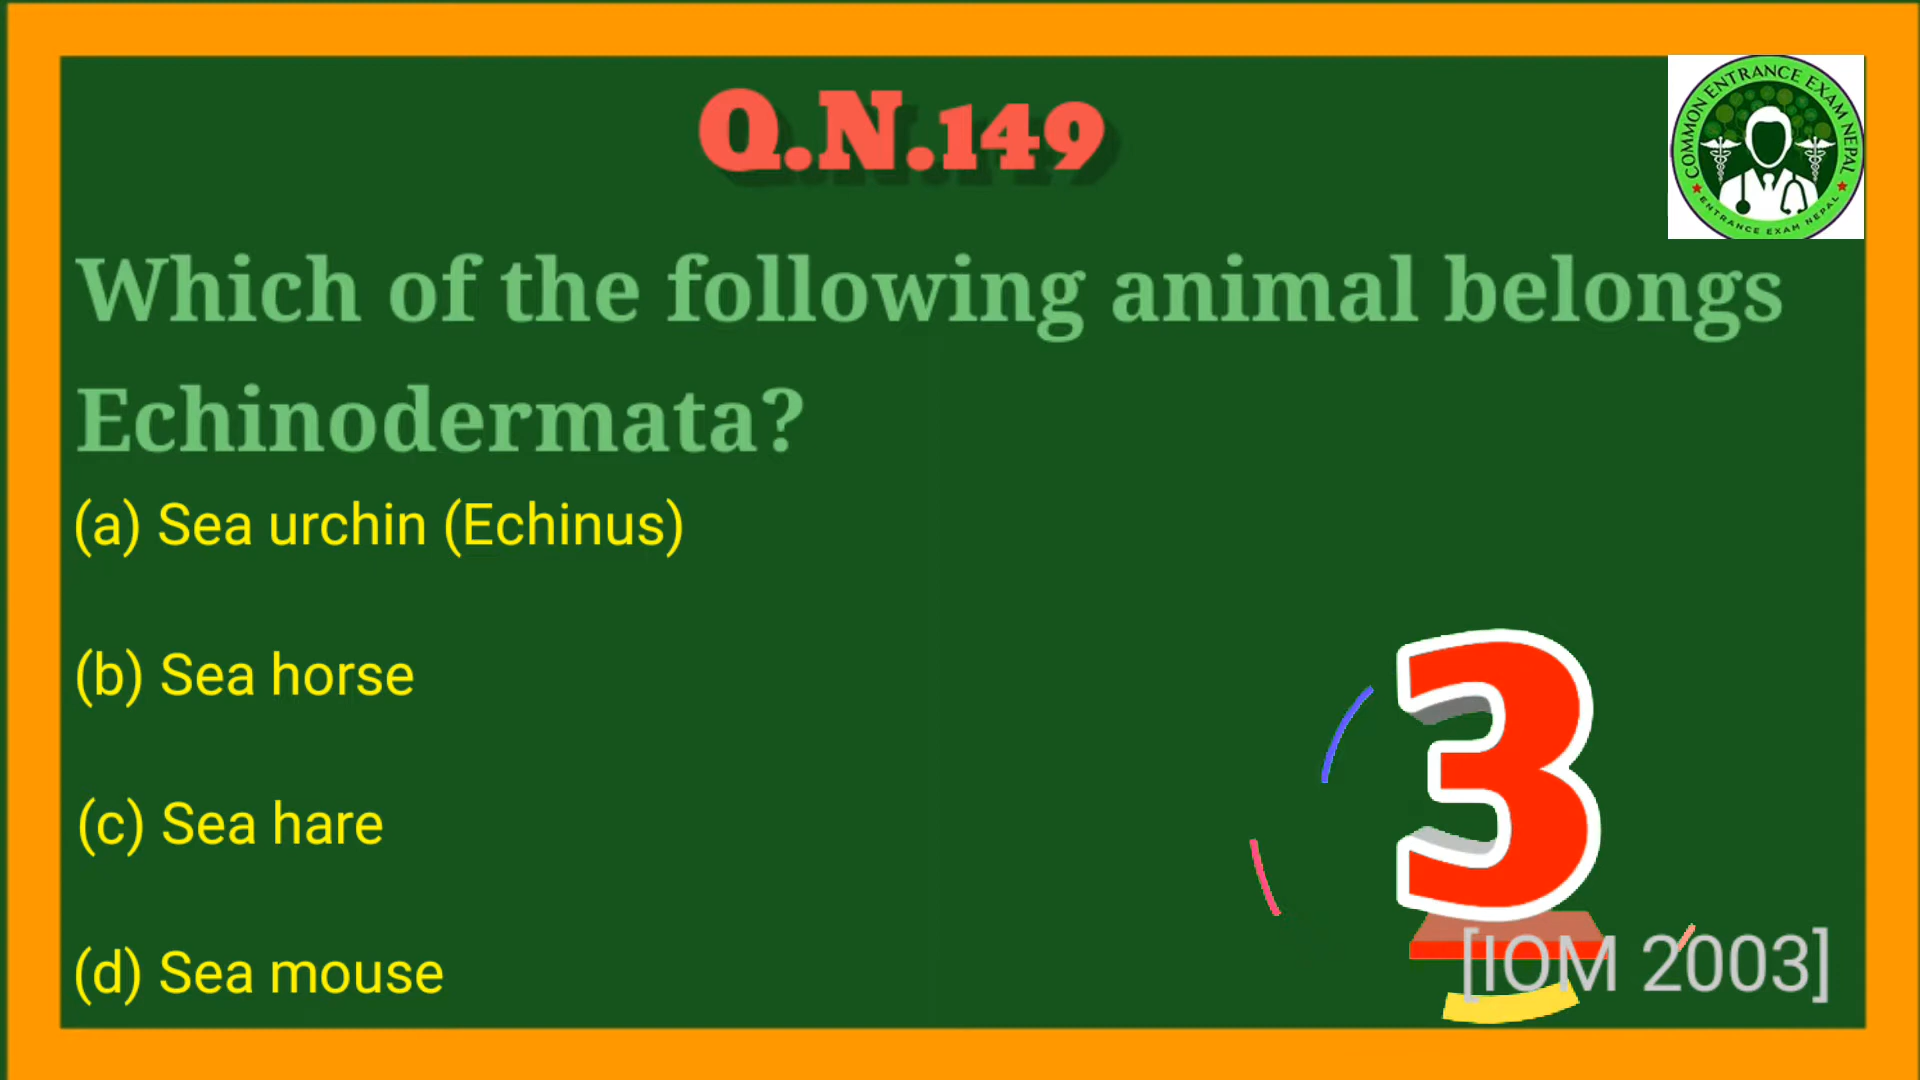 Q.N.149
COMMON ENTRANCE EXAM NEPAL
ENTRANCE EXAM NEPAL
Which of the following animal belongs
Echinodermata?
(a) Sea urchin (Echinus)
(b) Sea horse
(c) Sea hare
(d) Sea mouse
3
[IOM 2003]